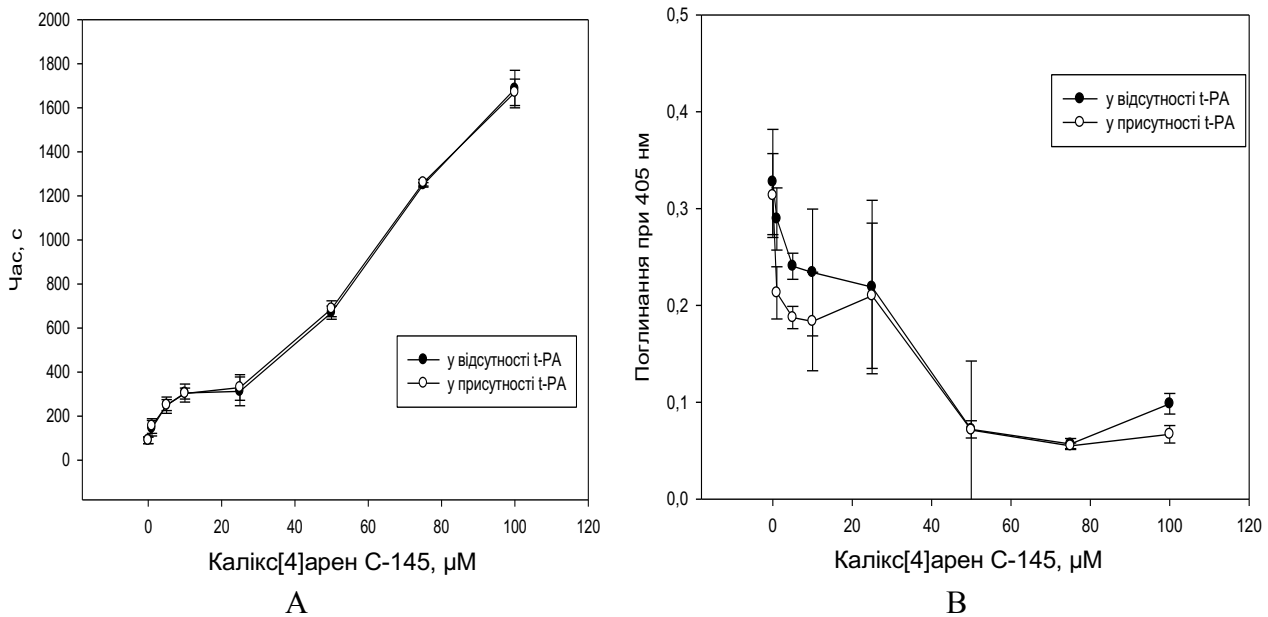 2000
1800
1600
1400
1200
1000
800
600
400
200
0
Час, с
у відсутності t-PA
у присутності t-PA
0 20 40 60 80 100 120
Калікс[4]арен С-145, µM
А
0,5
0,4
0,3
0,2
0,1
0,0
Поглинання при 405 нм
у відсутності t-PA
у присутності t-PA
0 20 40 60 80 100 120
Калікс[4]арен С-145, µM
В